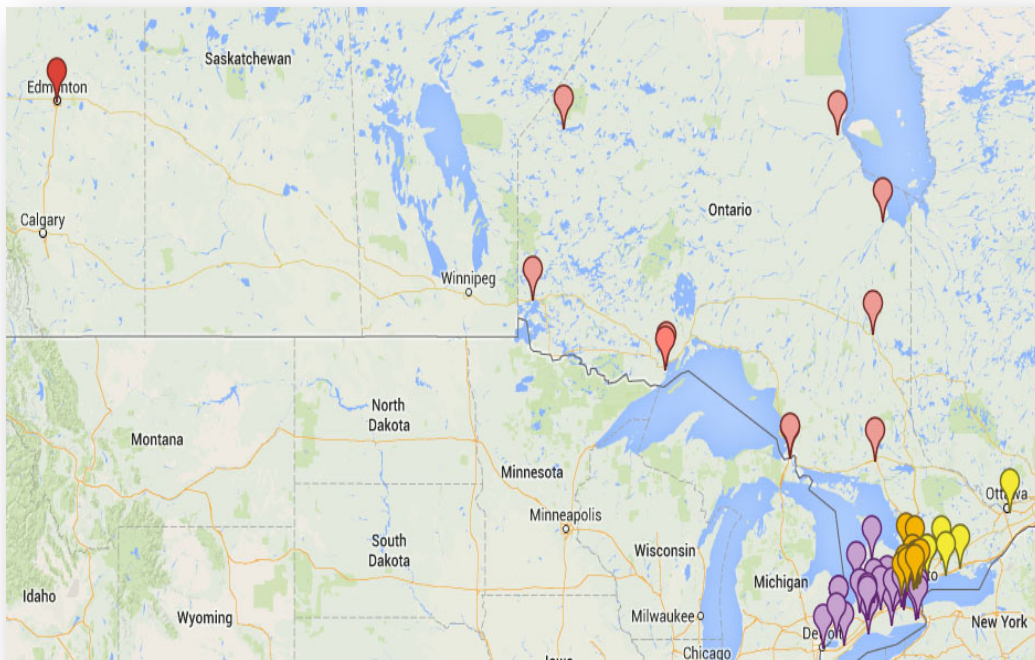 Saskatchewan
Edmonton
Calgary
Ontario
Winnipeg
North
Dakota
Montana
Minnesota
Ottawa
Minneapolis
South
Dakota
Wisconsin
Michigan
Idaho
Wyoming
Milwaukee
New York
Chicago